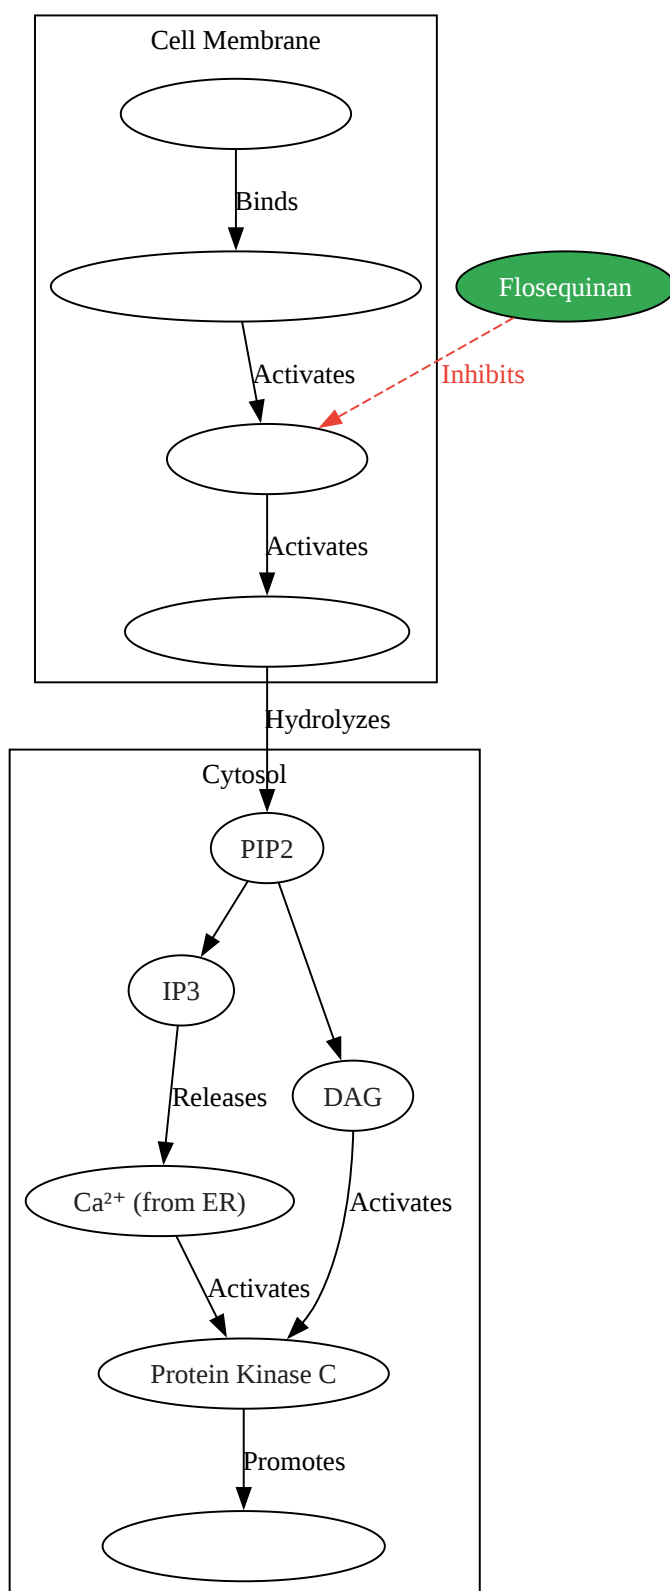 Cell Membrane
Binds
Flosequinan
Activates
Inhibits
Activates
Hydrolyzes
Cytosol
PIP2
IP3
Releases
DAG
Ca²⁺ (from ER)
Activates
Activates
Protein Kinase C
Promotes